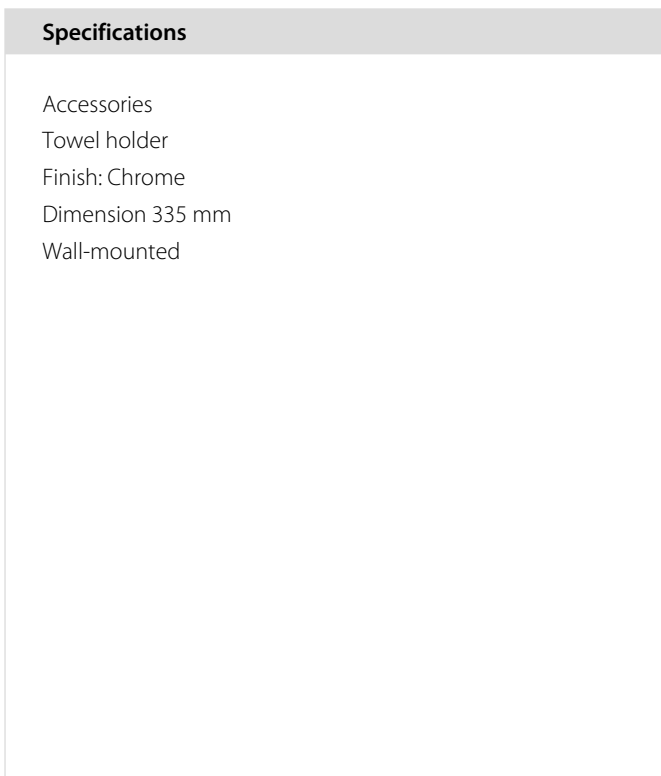 Specifications
Accessories
Towel holder
Finish: Chrome
Dimension 335 mm
Wall-mounted